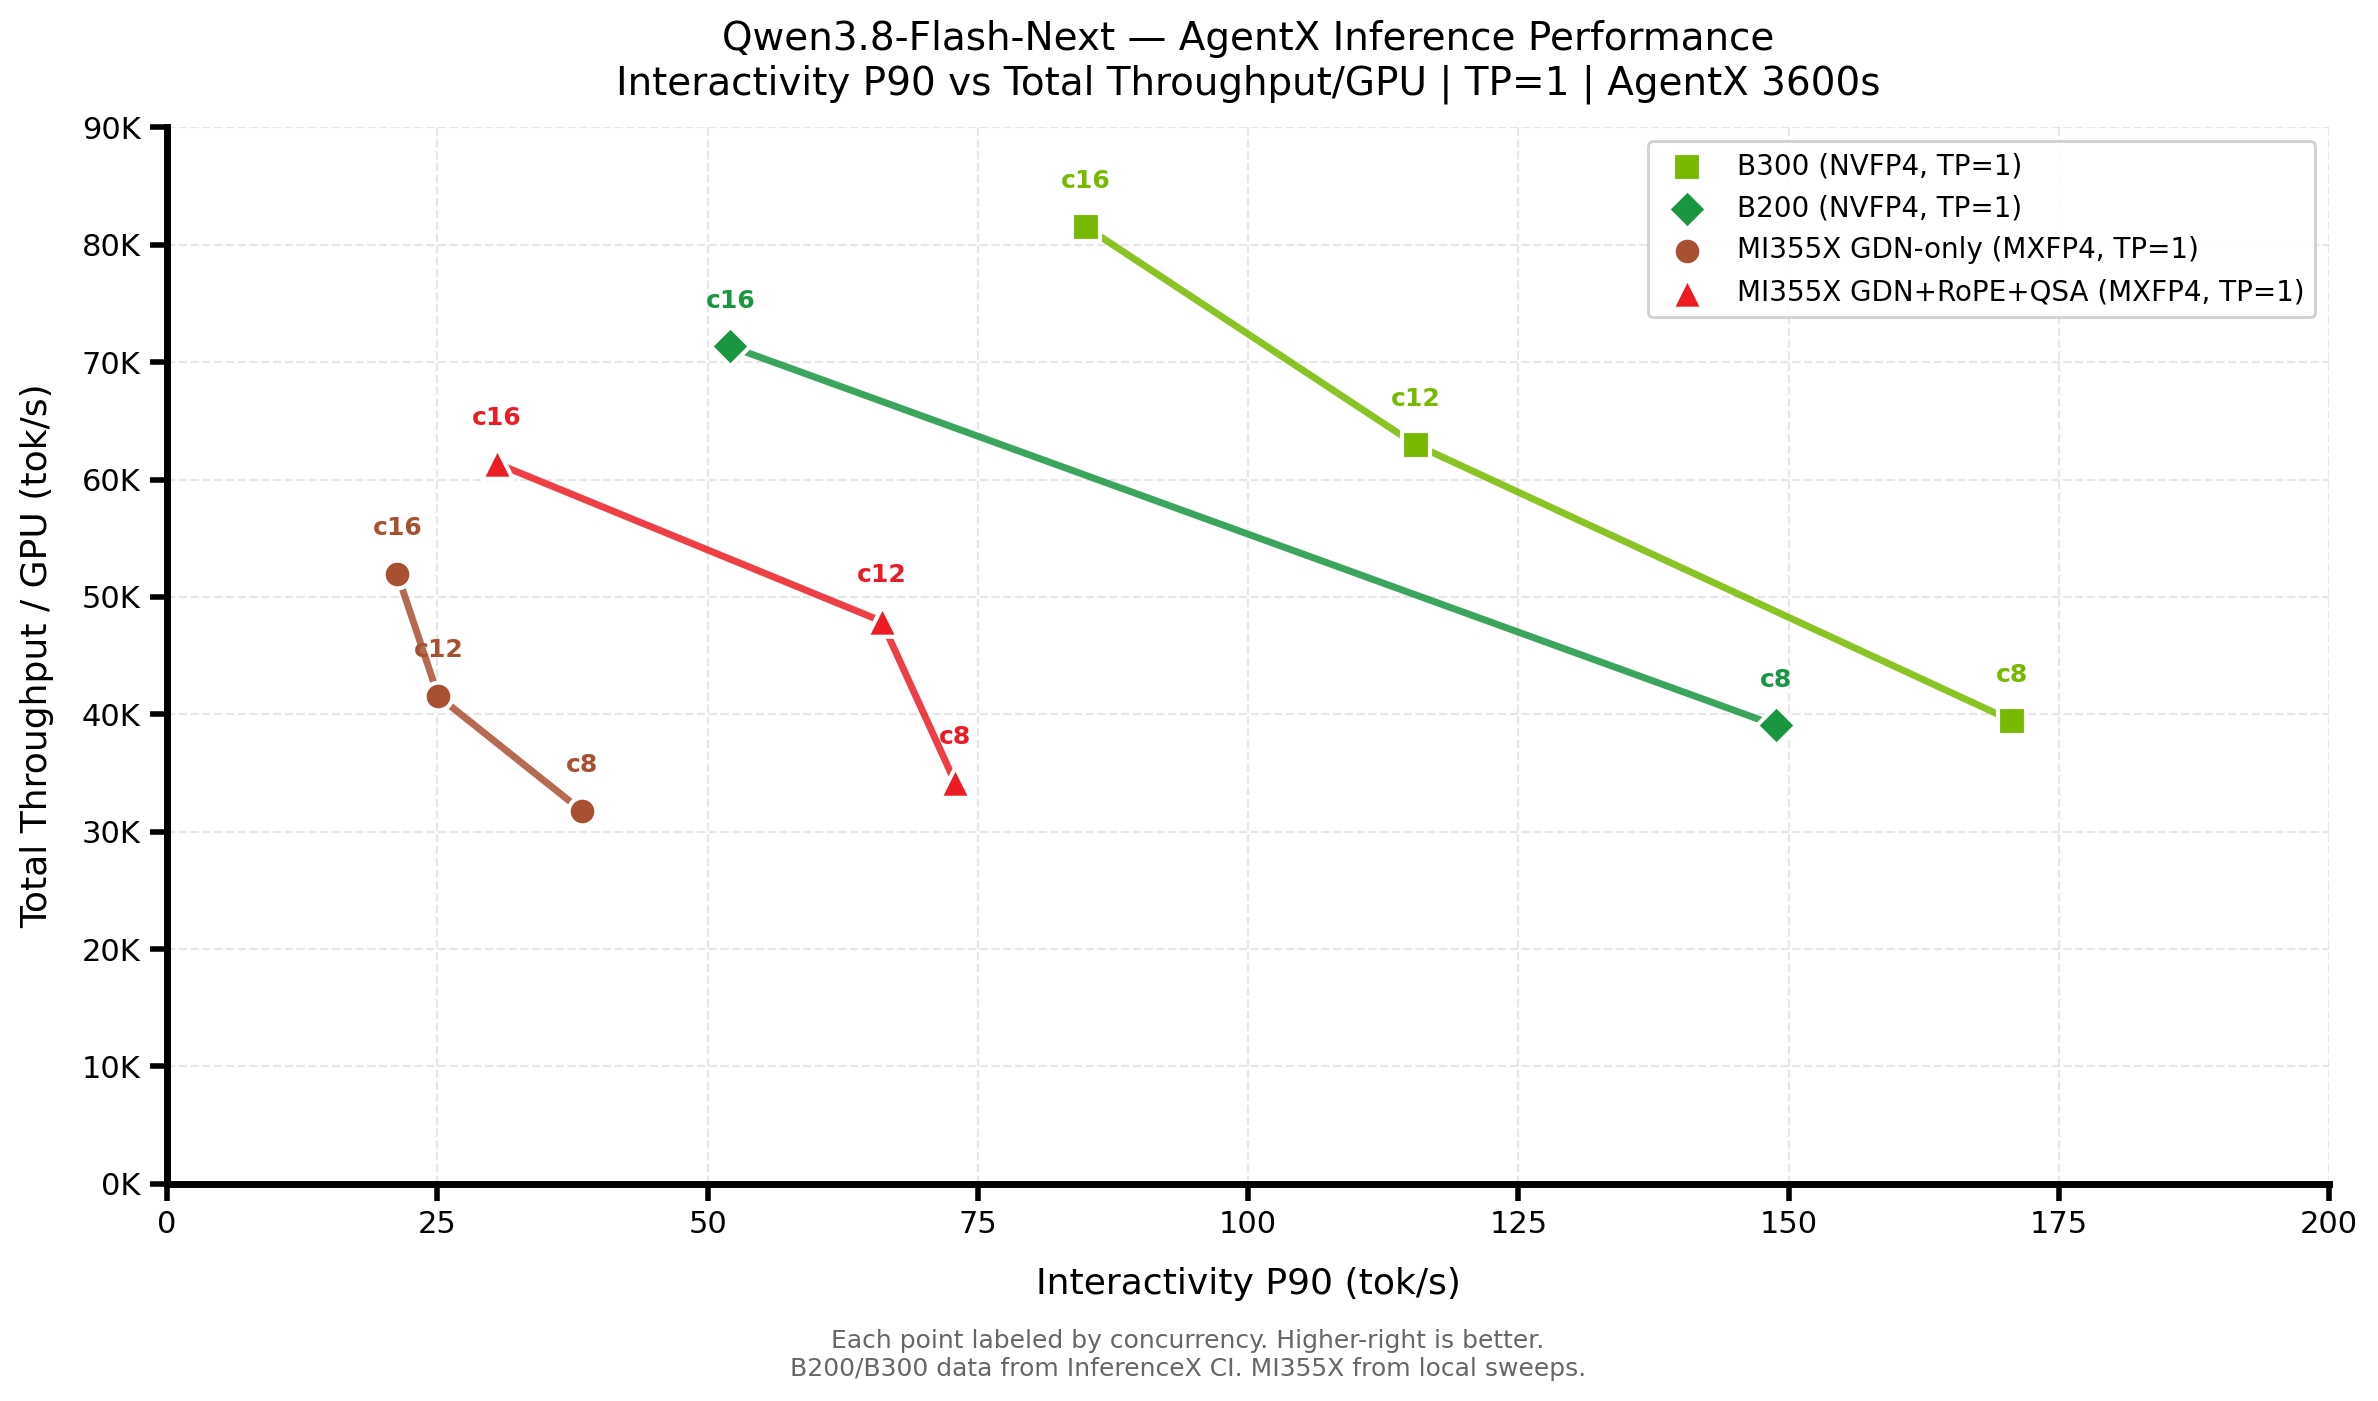 Qwen3.8-Flash-Next — AgentX Inference Performance
Interactivity P90 vs Total Throughput/GPU | TP=1 | AgentX 3600s
90K
80K
70K
60K
50K
40K
30K
20K
10K
0K
Total Throughput / GPU (tok/s)
B300 (NVFP4, TP=1)
B200 (NVFP4, TP=1)
MI355X GDN-only (MXFP4, TP=1)
MI355X GDN+RoPE+QSA (MXFP4, TP=1)
c16
c16
c12
c16
c16
c12
c12
c8
c8
c8
c8
0 25 50 75 100 125 150 175 200
Interactivity P90 (tok/s)
Each point labeled by concurrency. Higher-right is better.
B200/B300 data from InferenceX CI. MI355X from local sweeps.